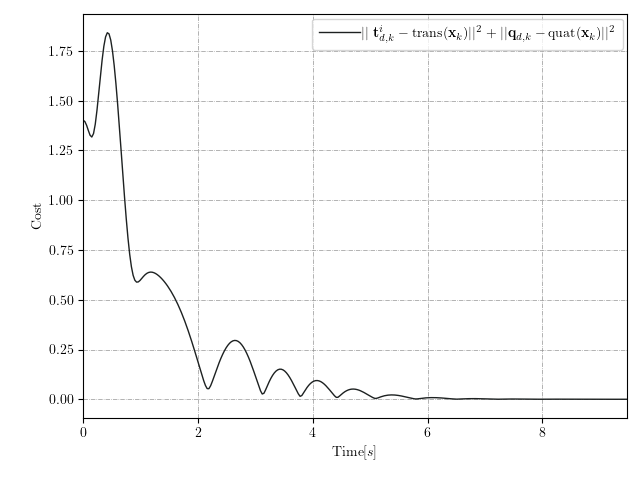 || t^i_{d,k} − trans(x_k)||^2 + ||q_{d,k} − quat(x_k)||^2
1.75
1.50
1.25
1.00
0.75
0.50
0.25
0.00
Cost
0 2 4 6 8
Time[s]